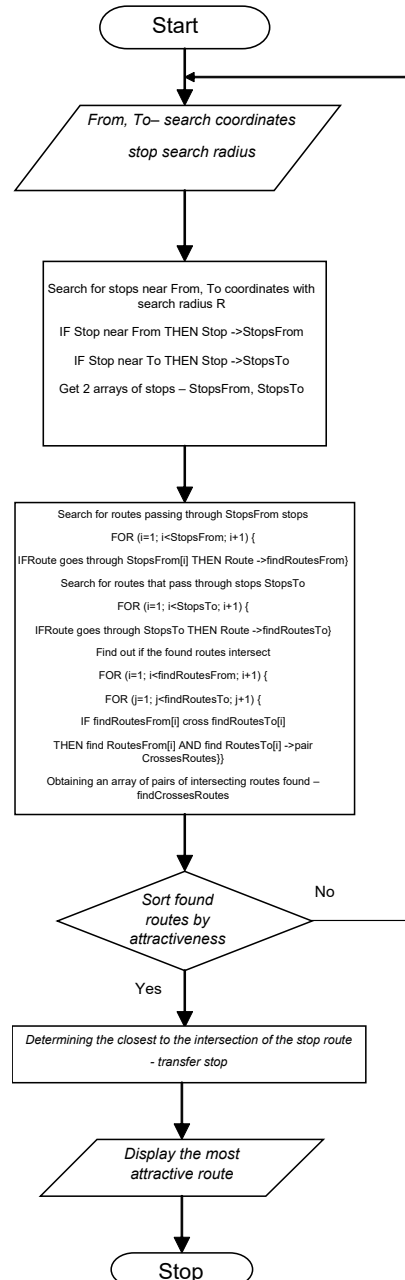 Start
From, To– search coordinates
stop search radius
Search for stops near From, To coordinates with
search radius R
IF Stop near From THEN Stop ->StopsFrom
IF Stop near To THEN Stop ->StopsTo
Get 2 arrays of stops – StopsFrom, StopsTo
Search for routes passing through StopsFrom stops
FOR (i=1; i<StopsFrom; i+1) {
IFRoute goes through StopsFrom[i] THEN Route ->findRoutesFrom}
Search for routes that pass through stops StopsTo
FOR (i=1; i<StopsTo; i+1) {
IFRoute goes through StopsTo THEN Route ->findRoutesTo}
Find out if the found routes intersect
FOR (i=1; i<findRoutesFrom; i+1) {
FOR (j=1; j<findRoutesTo; j+1) {
IF findRoutesFrom[i] cross findRoutesTo[i]
THEN find RoutesFrom[i] AND find RoutesTo[i] ->pair
CrossesRoutes}}
Obtaining an array of pairs of intersecting routes found –
findCrossesRoutes
Sort found
routes by
attractiveness
No
Yes
Determining the closest to the intersection of the stop route
- transfer stop
Display the most
attractive route
Stop